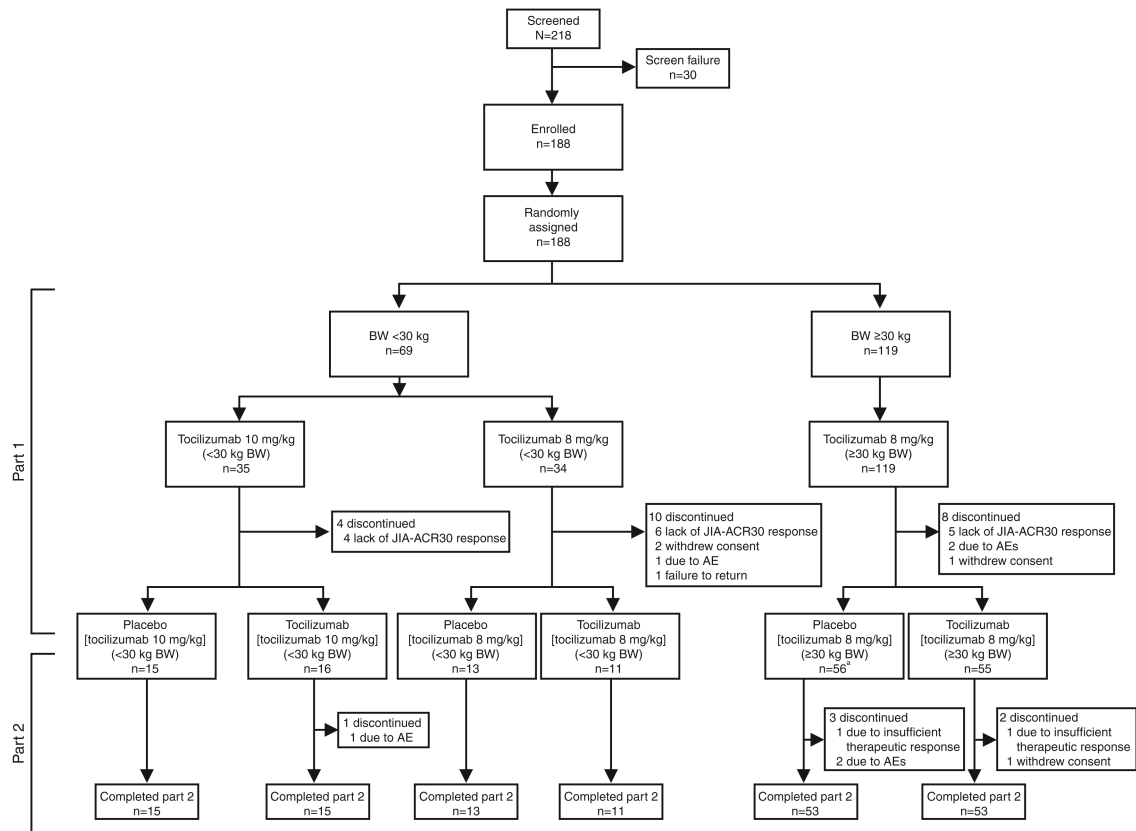 Screened
N=218
Screen failure
n=30
Enrolled
n=188
Randomly
assigned
n=188
Part 1
BW <30 kg
n=69
BW ≥30 kg
n=119
Tocilizumab 10 mg/kg
(<30 kg BW)
n=35
Tocilizumab 8 mg/kg
(<30 kg BW)
n=34
Tocilizumab 8 mg/kg
(≥30 kg BW)
n=119
4 discontinued
4 lack of JIA-ACR30 response
10 discontinued
6 lack of JIA-ACR30 response
2 withdrew consent
1 due to AE
1 failure to return
8 discontinued
5 lack of JIA-ACR30 response
2 due to AEs
1 withdrew consent
Placebo
[tocilizumab 10 mg/kg]
(<30 kg BW)
n=15
Tocilizumab
[tocilizumab 10 mg/kg]
(<30 kg BW)
n=16
Placebo
[tocilizumab 8 mg/kg]
(<30 kg BW)
n=13
Tocilizumab
[tocilizumab 8 mg/kg]
(<30 kg BW)
n=11
Placebo
[tocilizumab 8 mg/kg]
(≥30 kg BW)
n=56ᵃ
Tocilizumab
[tocilizumab 8 mg/kg]
(≥30 kg BW)
n=55
Part 2
1 discontinued
1 due to AE
3 discontinued
1 due to insufficient
therapeutic response
2 due to AEs
2 discontinued
1 due to insufficient
therapeutic response
1 withdrew consent
Completed part 2
n=15
Completed part 2
n=15
Completed part 2
n=13
Completed part 2
n=11
Completed part 2
n=53
Completed part 2
n=53